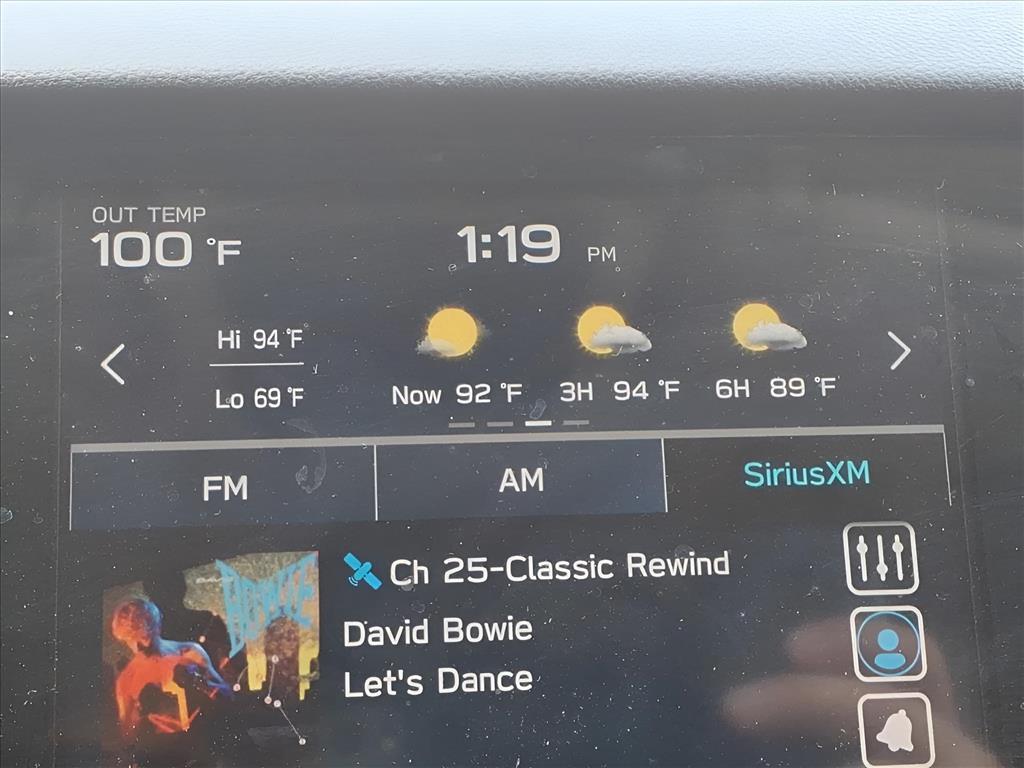 OUT TEMP
100 °F
1:19 PM
Hi 94 °F
Lo 69 °F
Now 92 °F 3H 94 °F 6H 89 °F
FM AM SiriusXM
Ch 25-Classic Rewind
David Bowie
Let's Dance
BOWIE